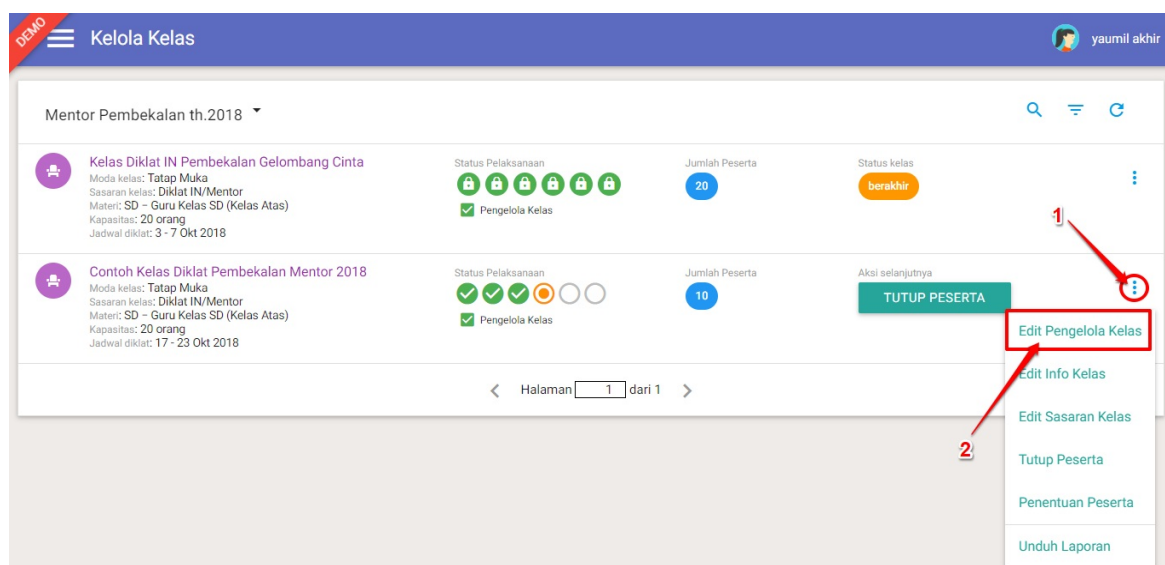 DEMO
Kelola Kelas
yaumil akhir
Mentor Pembekalan th.2018
Kelas Diklat IN Pembekalan Gelombang Cinta
Moda kelas: Tatap Muka
Sasaran kelas: Diklat IN/Mentor
Materi: SD – Guru Kelas SD (Kelas Atas)
Kapasitas: 20 orang
Jadwal diklat: 3 - 7 Okt 2018
Status Pelaksanaan
Pengelola Kelas
Jumlah Peserta
20
Status kelas
berakhir
1
Contoh Kelas Diklat Pembekalan Mentor 2018
Moda kelas: Tatap Muka
Sasaran kelas: Diklat IN/Mentor
Materi: SD – Guru Kelas SD (Kelas Atas)
Kapasitas: 20 orang
Jadwal diklat: 17 - 23 Okt 2018
Status Pelaksanaan
Pengelola Kelas
Jumlah Peserta
10
Aksi selanjutnya
TUTUP PESERTA
Edit Pengelola Kelas
Edit Info Kelas
Edit Sasaran Kelas
Tutup Peserta
Penentuan Peserta
Unduh Laporan
2
Halaman 1 dari 1